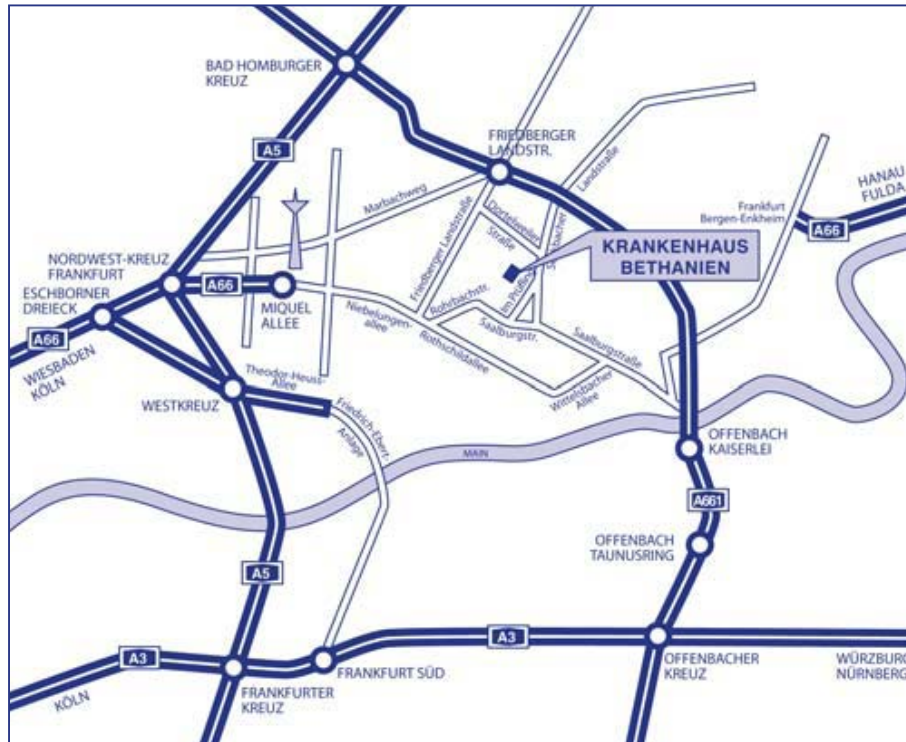 BAD HOMBURGER
KREUZ
A5
FRIEDBERGER
LANDSTR.
Landstraße
Marbachweg
Friedberger Landstraße
Dortelweiler
Straße
Frankfurt
Bergen-Enkheim
HANAU
FULDA
A66
KRANKENHAUS
BETHANIEN
NORDWEST-KREUZ
FRANKFURT
ESCHBORNER
DREIECK
A66
A66
MIQUEL
ALLEE
WIESBADEN
KÖLN
Niebelungen-
allee
Rohrbachstr.
Im Prüfling
Saalburgstr.
Saalburgstraße
Rothschildallee
Wittelsbacher
Allee
Theodor-Heuss-
Allee
WESTKREUZ
Friedrich-Ebert-
Anlage
MAIN
OFFENBACH
KAISERLEI
A661
OFFENBACH
TAUNUSRING
A5
A3
A3
KÖLN
FRANKFURTER
KREUZ
FRANKFURT SÜD
OFFENBACHER
KREUZ
WÜRZBURG
NÜRNBERG